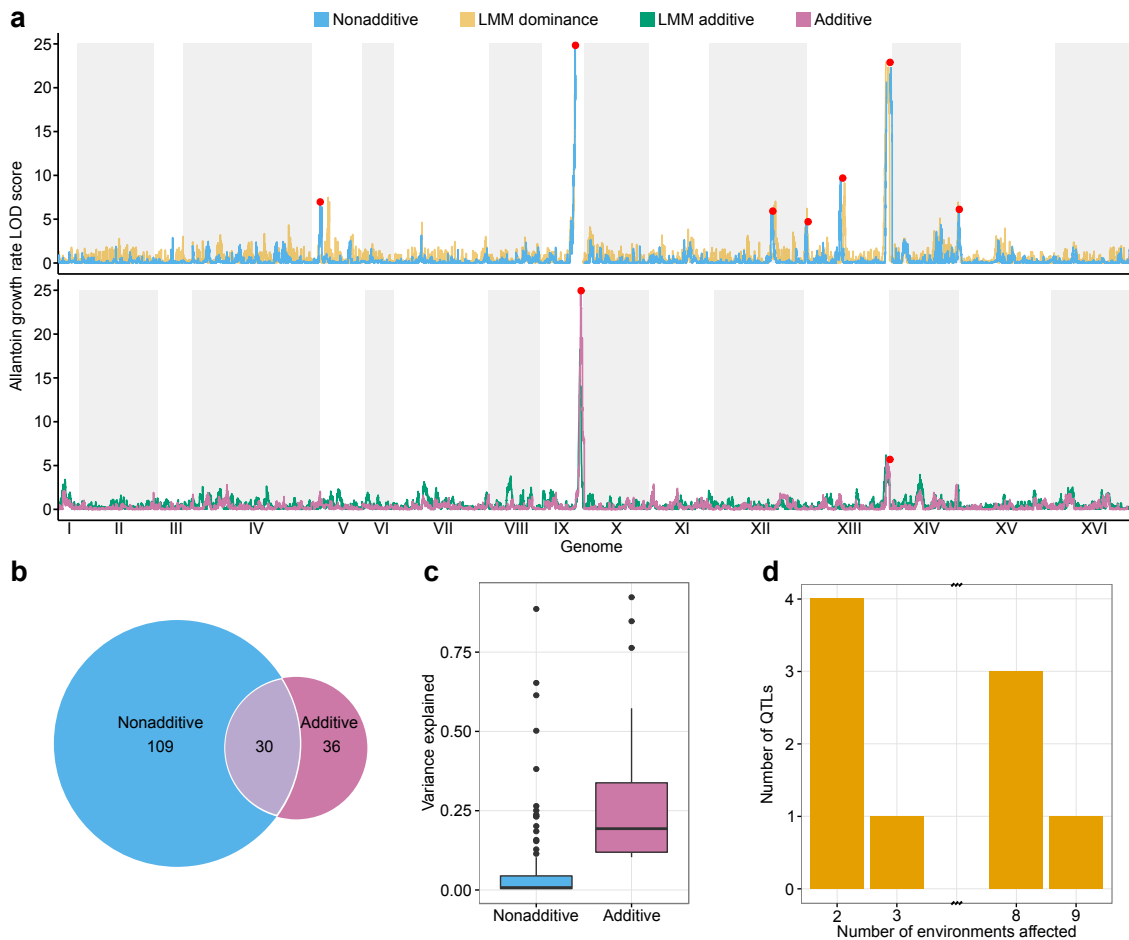 a
Nonadditive LMM dominance LMM additive Additive
Allantoin growth rate LOD score
25
20
15
10
5
0
25
20
15
10
5
0
I II III IV V VI VII VIII IX X XI XII XIII XIV XV XVI
Genome
b
Nonadditive
109
30
Additive
36
c
Variance explained
0.75
0.50
0.25
0.00
Nonadditive Additive
d
Number of QTLs
4
3
2
1
0
2 3 8 9
Number of environments affected